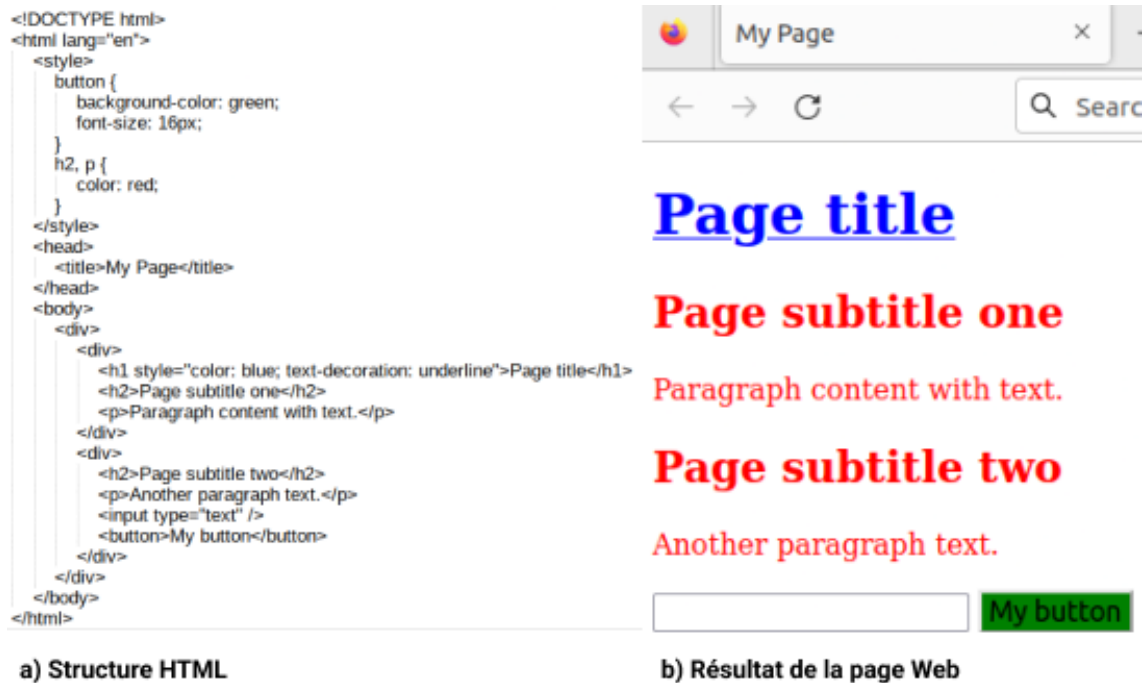 <!DOCTYPE html>
<html lang="en">
<style>
button {
background-color: green;
font-size: 16px;
}
h2, p {
color: red;
}
</style>
<head>
<title>My Page</title>
</head>
<body>
<div>
<div>
<h1 style="color: blue; text-decoration: underline">Page title</h1>
<h2>Page subtitle one</h2>
<p>Paragraph content with text.</p>
</div>
<div>
<h2>Page subtitle two</h2>
<p>Another paragraph text.</p>
<input type="text" />
<button>My button</button>
</div>
</div>
</body>
</html>
a) Structure HTML
My Page
Searc
Page title
Page subtitle one
Paragraph content with text.
Page subtitle two
Another paragraph text.
My button
b) Résultat de la page Web